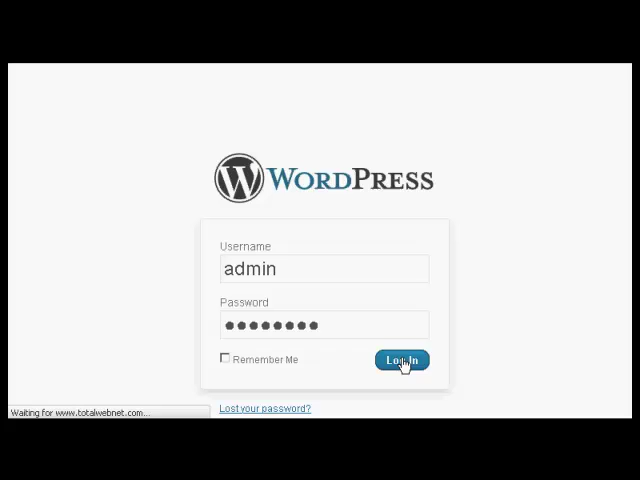 WORDPRESS
Username
admin
Password
Remember Me
Log In
Lost your password?
Waiting for www.totalwebnet.com...